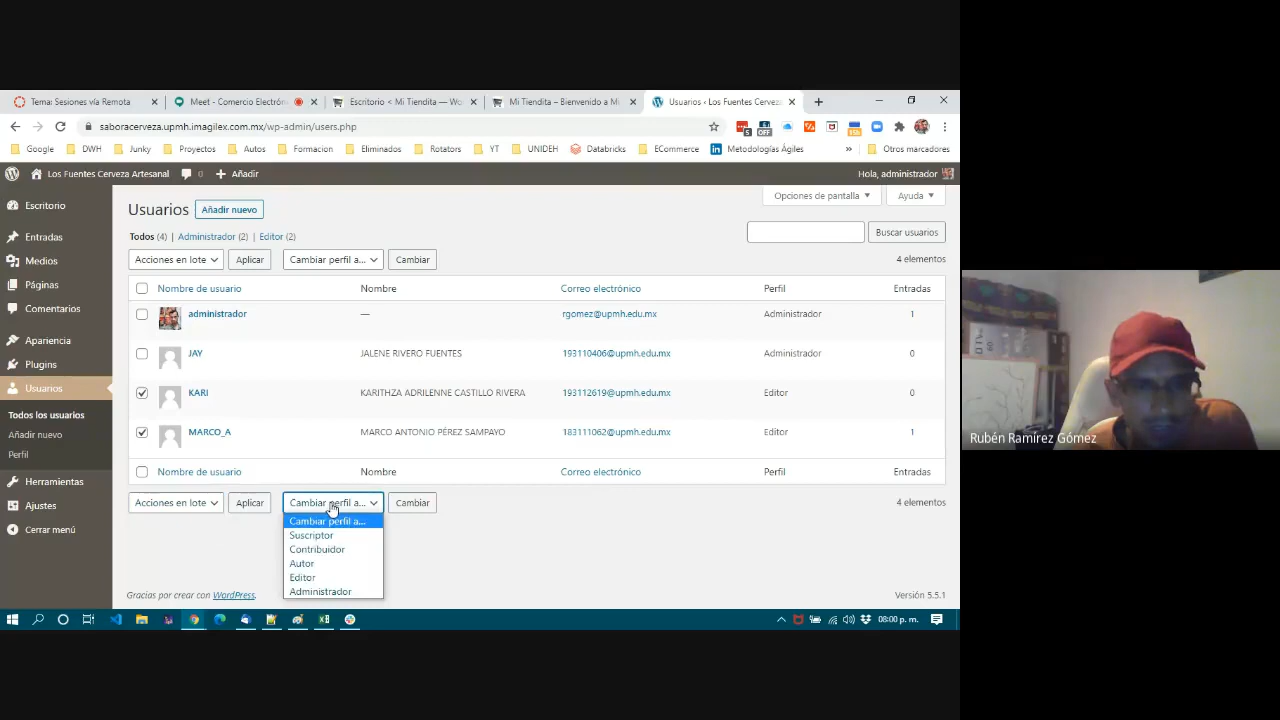 Tema: Sesiones vía Remota
Meet - Comercio Electrón
Escritorio < Mi Tiendita — Wo
Mi Tiendita – Bienvenido a Mi
Usuarios ‹ Los Fuentes Cerveza
saboracerveza.upmh.imagilex.com.mx/wp-admin/users.php
5
OFF
Google DWH Junky Proyectos Autos Formacion Eliminados Rotators YT UNIDEH Databricks ECommerce Metodologías Ágiles » Otros marcadores
Los Fuentes Cerveza Artesanal 0 Añadir Hola, administrador
Escritorio
Entradas
Medios
Páginas
Comentarios
Apariencia
Plugins
Usuarios
Todos los usuarios
Añadir nuevo
Perfil
Herramientas
Ajustes
Cerrar menú
Opciones de pantalla Ayuda
Usuarios Añadir nuevo
Todos (4) | Administrador (2) | Editor (2)
Buscar usuarios
Acciones en lote Aplicar Cambiar perfil a... Cambiar 4 elementos
Nombre de usuario Nombre Correo electrónico Perfil Entradas
administrador — rgomez@upmh.edu.mx Administrador 1
JAY JALENE RIVERO FUENTES 193110406@upmh.edu.mx Administrador 0
KARI KARITHZA ADRILENNE CASTILLO RIVERA 193112619@upmh.edu.mx Editor 0
MARCO_A MARCO ANTONIO PÉREZ SAMPAYO 183111062@upmh.edu.mx Editor 1
Nombre de usuario Nombre Correo electrónico Perfil Entradas
Acciones en lote Aplicar Cambiar perfil a... Cambiar 4 elementos
Cambiar perfil a...
Suscriptor
Contribuidor
Autor
Editor
Administrador
Gracias por crear con WordPress. Versión 5.5.1
08:00 p. m.
Rubén Ramírez Gómez